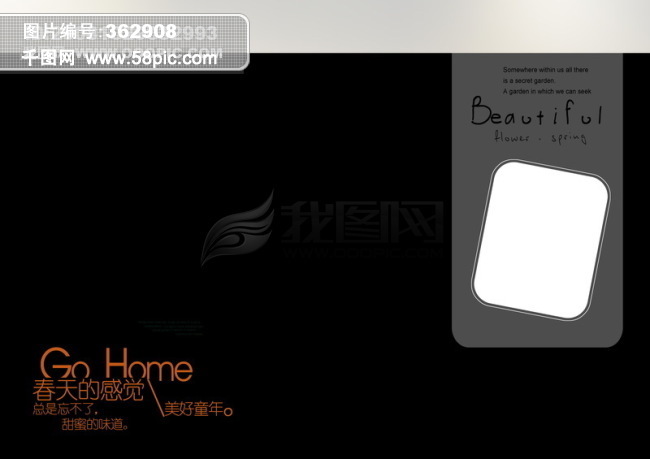 图片编号:362908
千图网 www.58pic.com
Somewhere within us all there
is a secret garden.
A garden in which we can seek
Beautiful
flower . spring
我图网
Go Home
春天的感觉
总是忘不了，
美好童年。
甜蜜的味道。